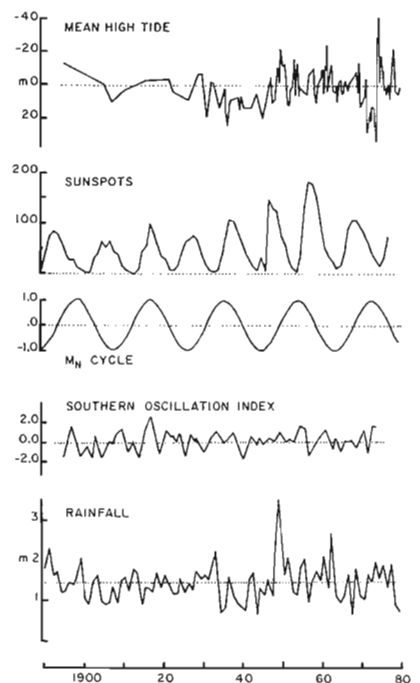 -40
MEAN HIGH TIDE
-20
m 0
20
200
SUNSPOTS
100
1.0
.0
-1.0
MN CYCLE
SOUTHERN OSCILLATION INDEX
2.0
0.0
-2.0
RAINFALL
3
m 2
1
1900 20 40 60 80